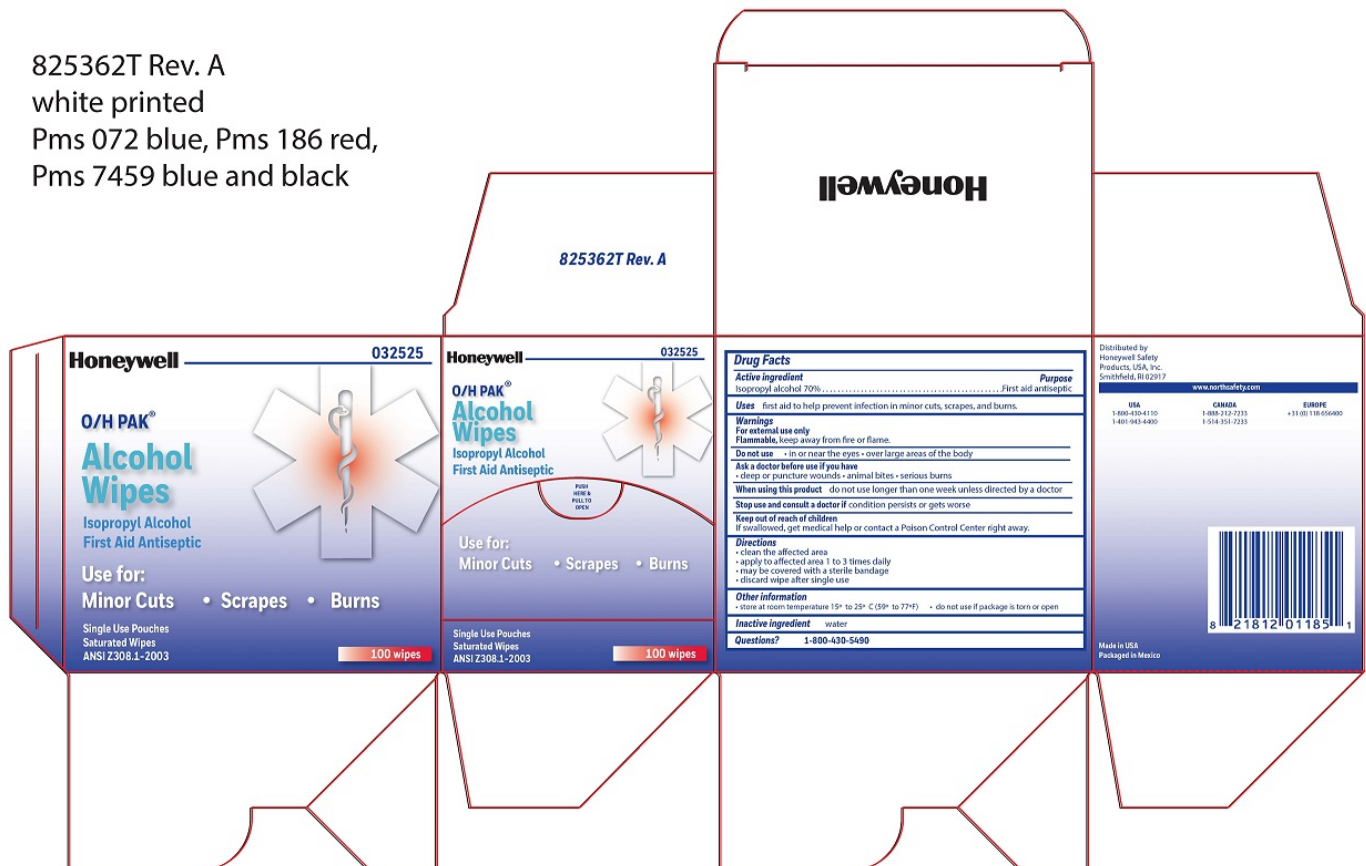 825362T Rev. A
white printed
Pms 072 blue, Pms 186 red,
Pms 7459 blue and black
Honeywell
825362T Rev. A
Honeywell 032525
O/H PAK®
Alcohol
Wipes
Isopropyl Alcohol
First Aid Antiseptic
Use for:
Minor Cuts • Scrapes • Burns
Single Use Pouches
Saturated Wipes
ANSI Z308.1-2003
100 wipes
Honeywell 032525
O/H PAK®
Alcohol
Wipes
Isopropyl Alcohol
First Aid Antiseptic
PUSH
HERE &
PULL TO
OPEN
Use for:
Minor Cuts • Scrapes • Burns
Single Use Pouches
Saturated Wipes
ANSI Z308.1-2003
100 wipes
Drug Facts
Active ingredient Purpose
Isopropyl alcohol 70%..............................................First aid antiseptic
Uses first aid to help prevent infection in minor cuts, scrapes, and burns.
Warnings
For external use only
Flammable, keep away from fire or flame.
Do not use • in or near the eyes • over large areas of the body
Ask a doctor before use if you have
• deep or puncture wounds • animal bites • serious burns
When using this product do not use longer than one week unless directed by a doctor
Stop use and consult a doctor if condition persists or gets worse
Keep out of reach of children
If swallowed, get medical help or contact a Poison Control Center right away.
Directions
• clean the affected area
• apply to affected area 1 to 3 times daily
• may be covered with a sterile bandage
• discard wipe after single use
Other information
• store at room temperature 15º to 25º C (59º to 77ºF) • do not use if package is torn or open
Inactive ingredient water
Questions? 1-800-430-5490
Distributed by
Honeywell Safety
Products, USA, Inc.
Smithfield, RI 02917
www.northsafety.com
USA CANADA EUROPE
1-800-430-4110 1-888-212-7233 +31 (0) 118 656400
1-401-943-4400 1-514-351-7233
8 21812 01185 1
Made in USA
Packaged in Mexico